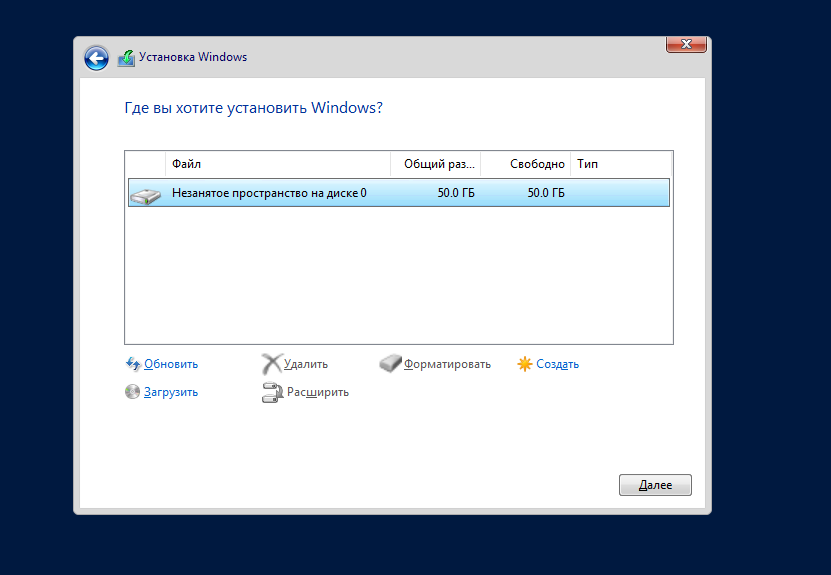 Установка Windows
Где вы хотите установить Windows?
Файл Общий раз... Свободно Тип
Незанятое пространство на диске 0 50.0 ГБ 50.0 ГБ
Обновить Удалить Форматировать Создать
Загрузить Расширить
Далее